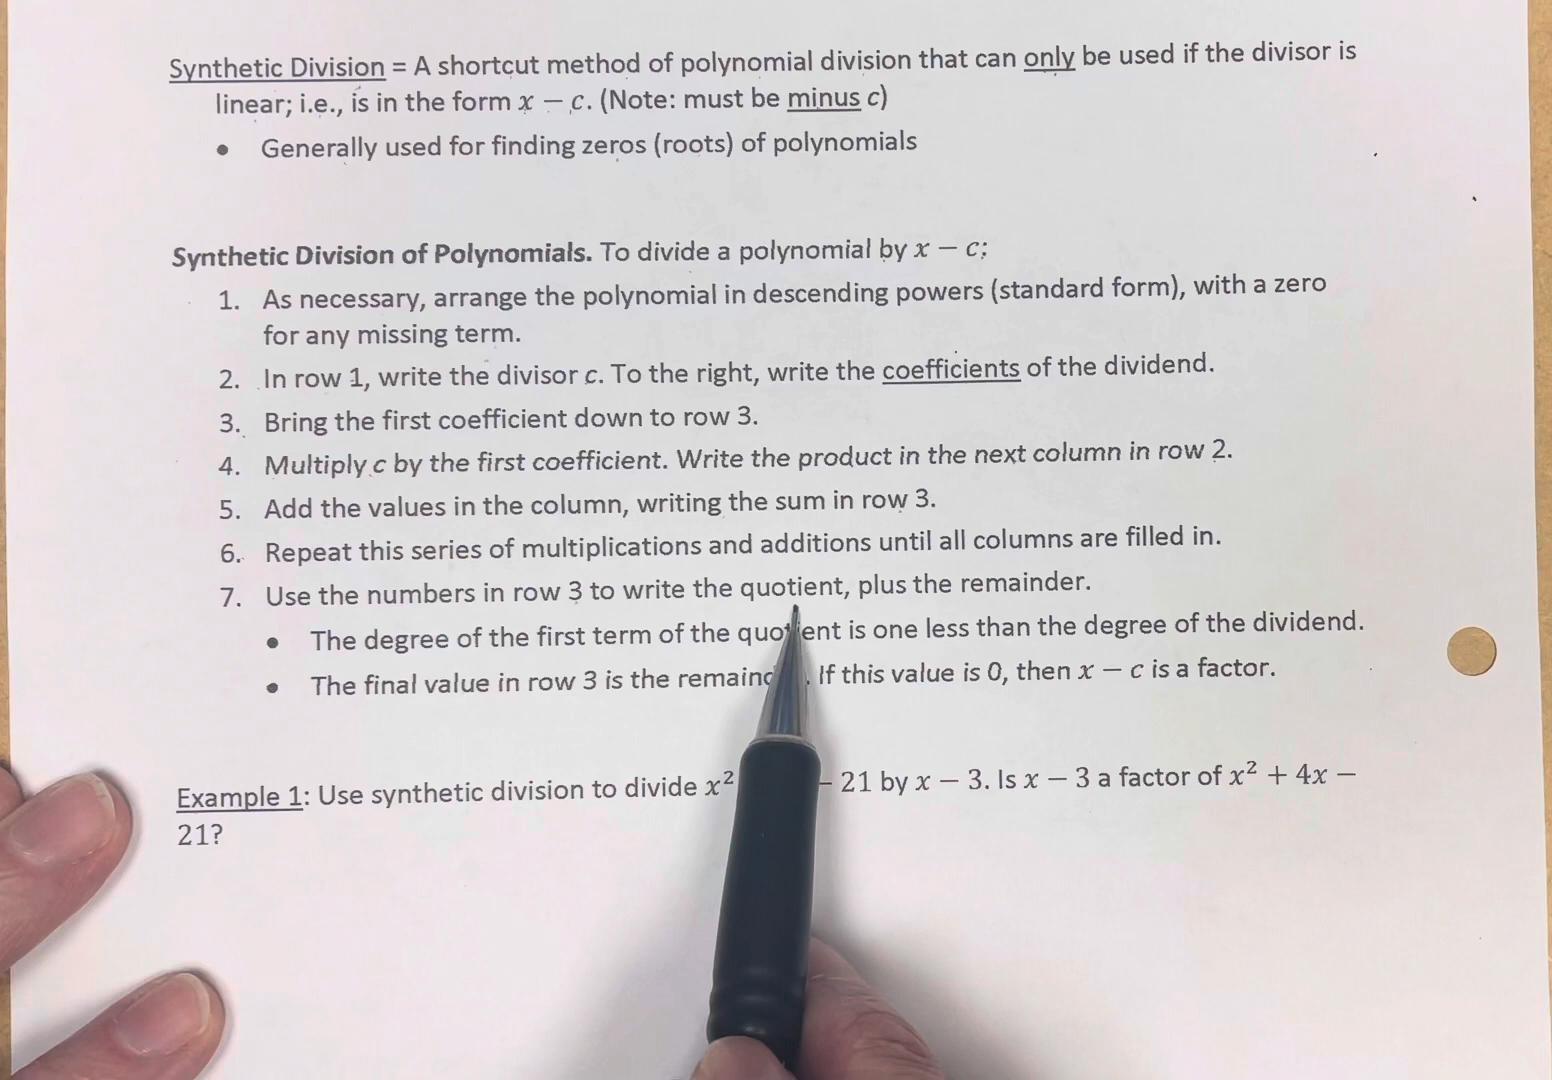 Synthetic Division = A shortcut method of polynomial division that can only be used if the divisor is
linear; i.e., is in the form x − c. (Note: must be minus c)
• Generally used for finding zeros (roots) of polynomials
Synthetic Division of Polynomials. To divide a polynomial by x − c:
1. As necessary, arrange the polynomial in descending powers (standard form), with a zero
for any missing term.
2. In row 1, write the divisor c. To the right, write the coefficients of the dividend.
3. Bring the first coefficient down to row 3.
4. Multiply c by the first coefficient. Write the product in the next column in row 2.
5. Add the values in the column, writing the sum in row 3.
6. Repeat this series of multiplications and additions until all columns are filled in.
7. Use the numbers in row 3 to write the quotient, plus the remainder.
• The degree of the first term of the quotient is one less than the degree of the dividend.
• The final value in row 3 is the remainder. If this value is 0, then x − c is a factor.
Example 1: Use synthetic division to divide x² − 21 by x − 3. Is x − 3 a factor of x² + 4x −
21?